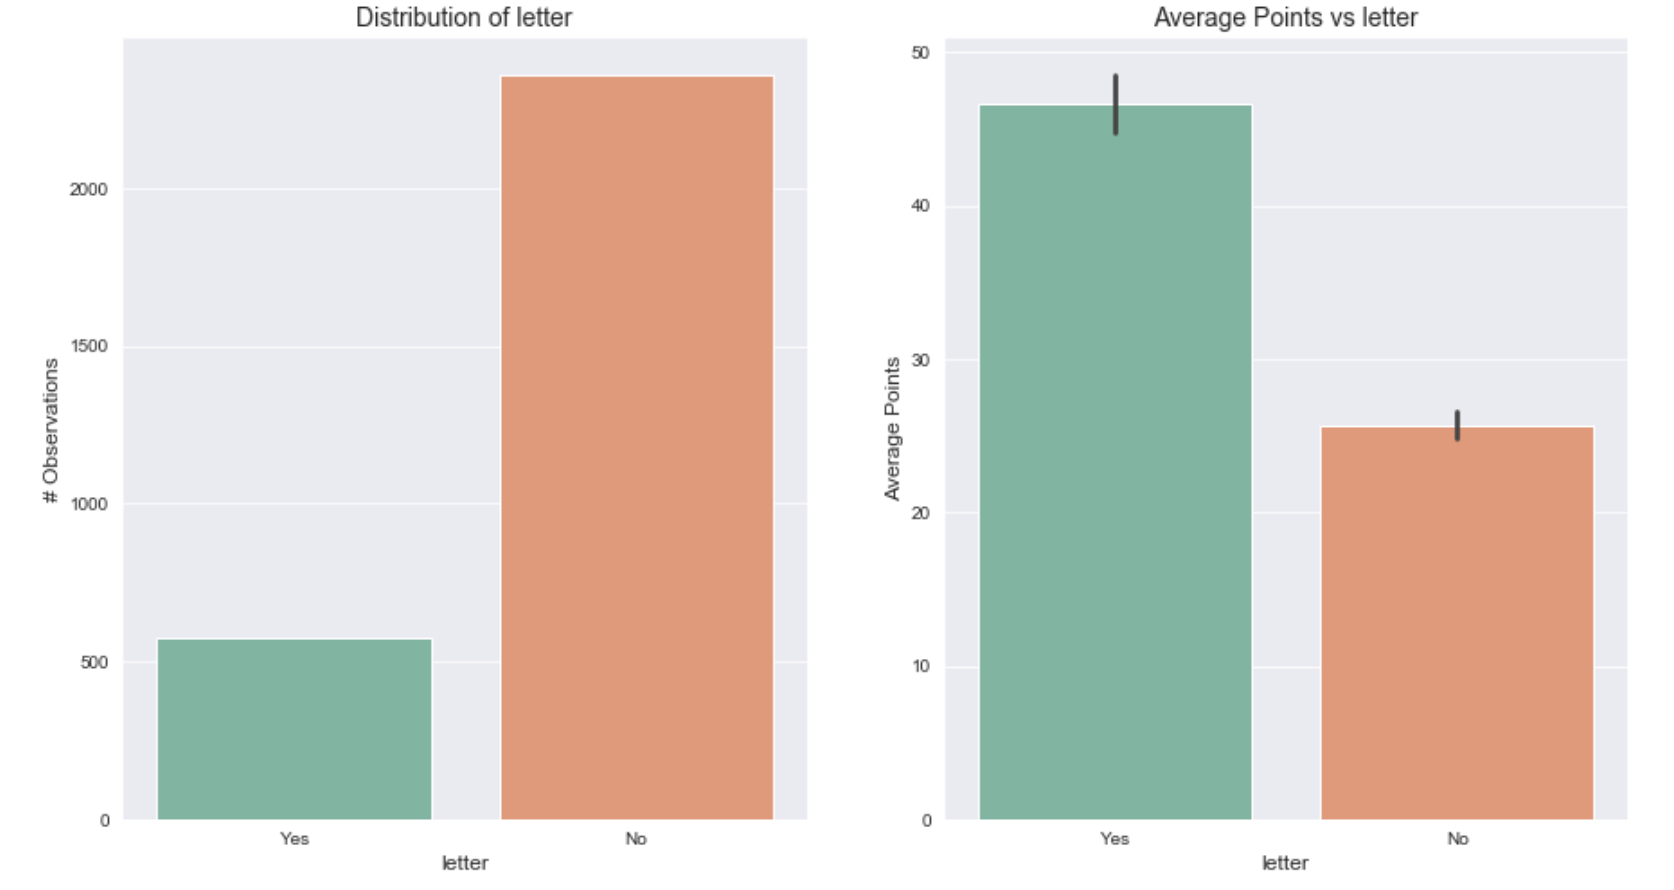 Distribution of letter
# Observations
2000
1500
1000
500
0
Yes
No
letter
Average Points vs letter
Average Points
50
40
30
20
10
0
Yes
No
letter